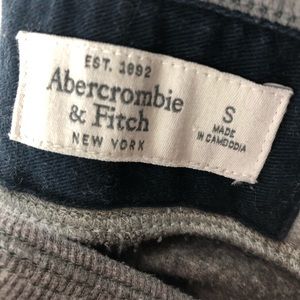 EST. 1892
Abercrombie
& Fitch
NEW YORK
S
MADE
IN CAMBODIA